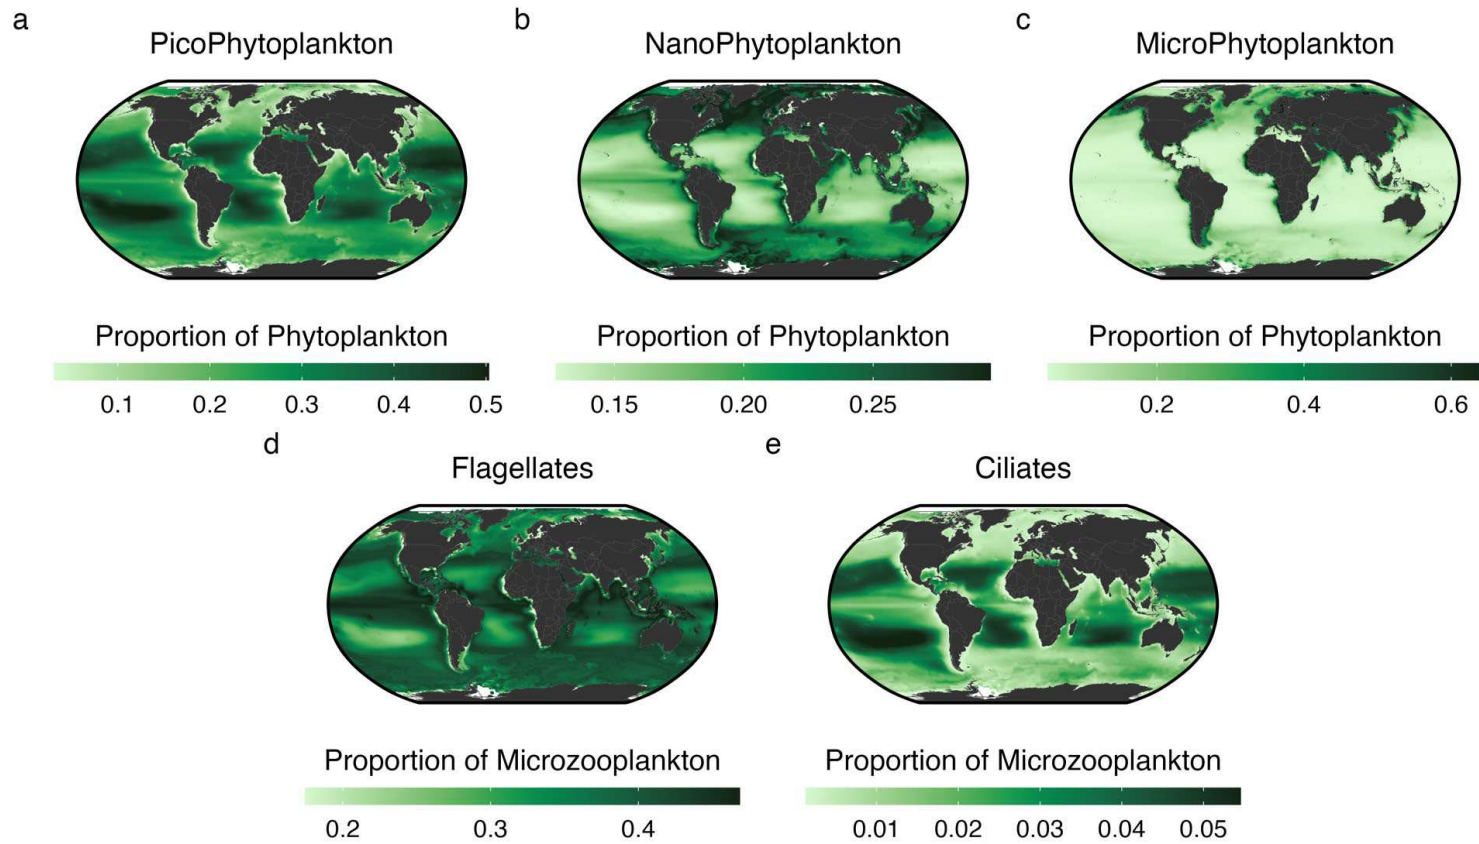 a
PicoPhytoplankton
b
NanoPhytoplankton
c
MicroPhytoplankton
Proportion of Phytoplankton
0.1 0.2 0.3 0.4 0.5
Proportion of Phytoplankton
0.15 0.20 0.25
Proportion of Phytoplankton
0.2 0.4 0.6
d
Flagellates
e
Ciliates
Proportion of Microzooplankton
0.2 0.3 0.4
Proportion of Microzooplankton
0.01 0.02 0.03 0.04 0.05